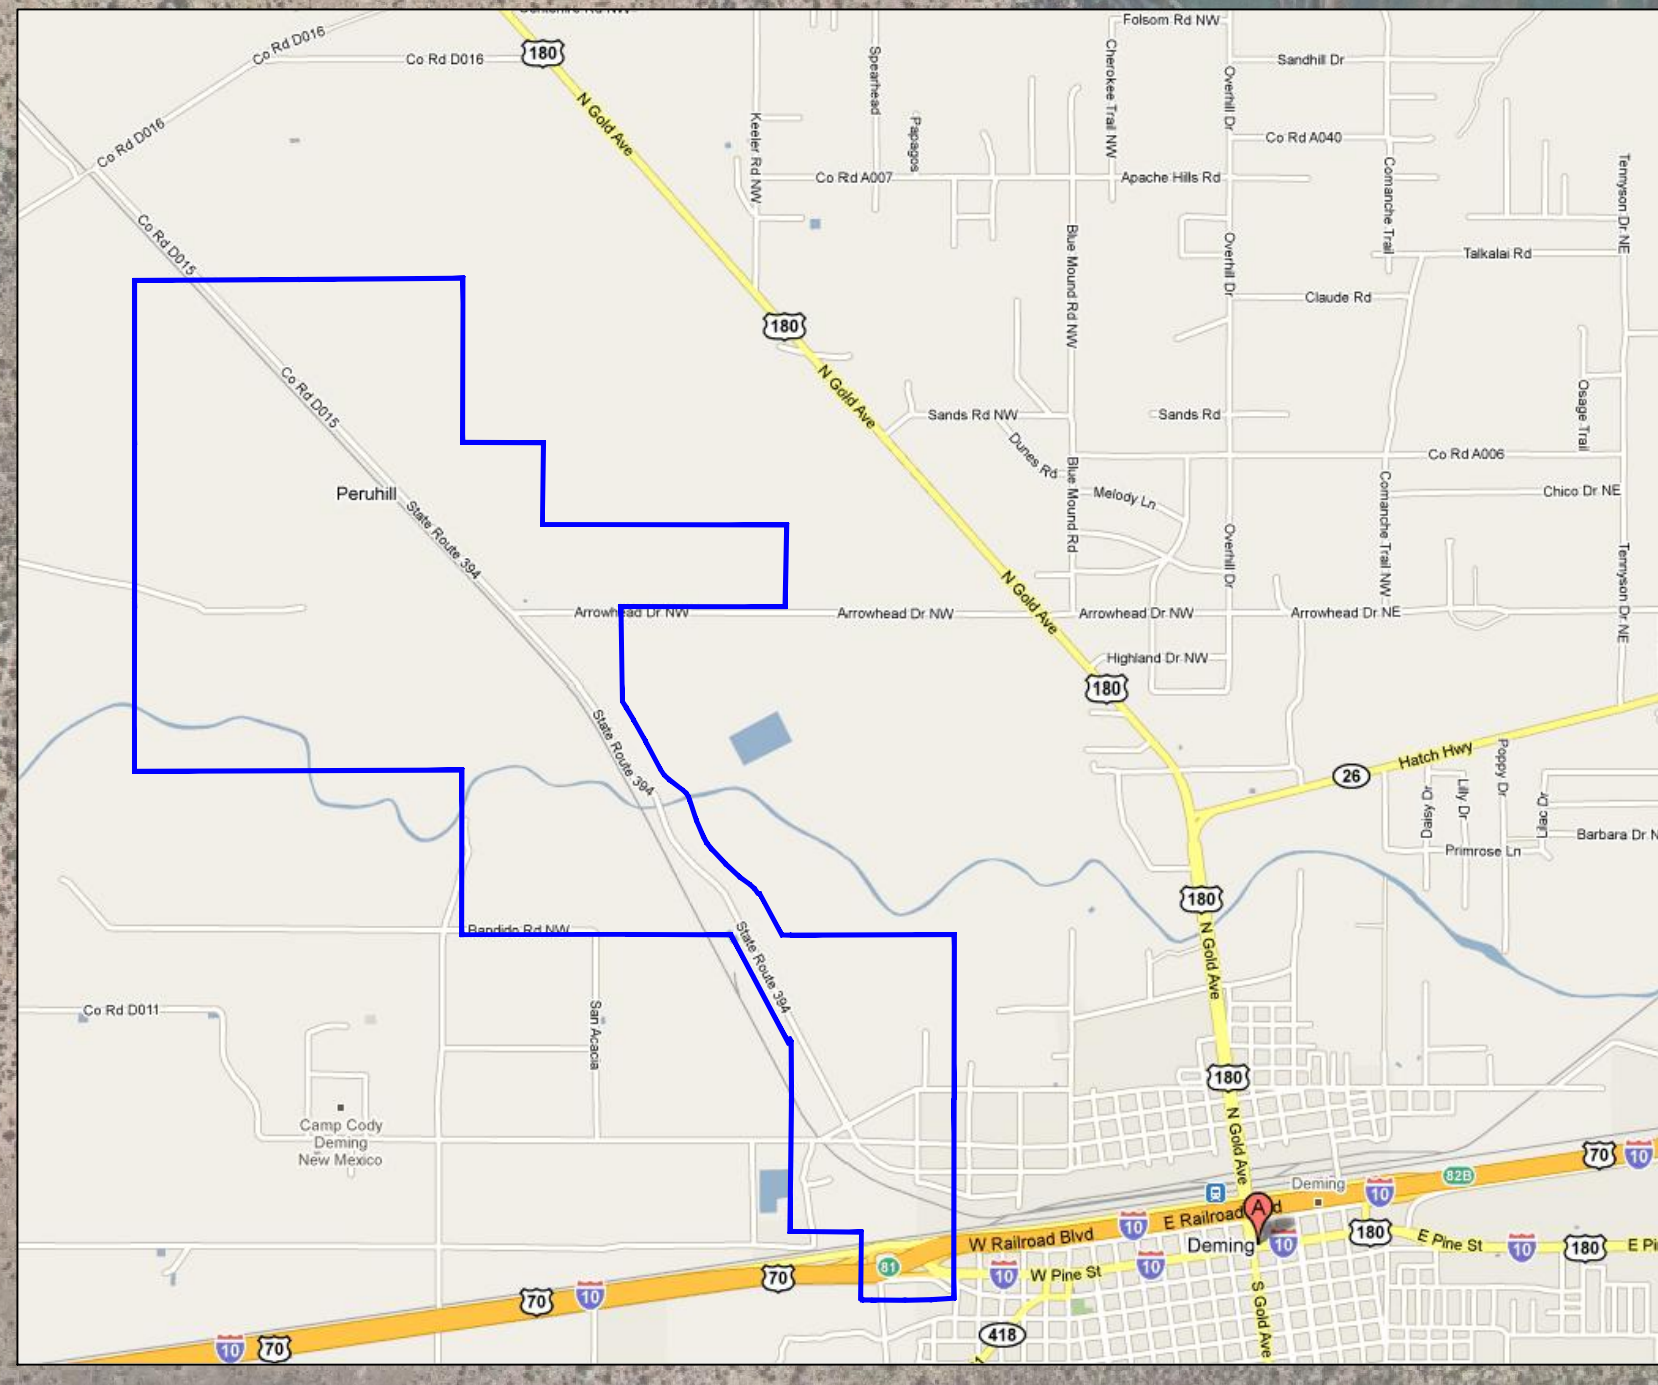 Co Rd D016
Co Rd D016
180
Folsom Rd NW
Sandhill Dr
N Gold Ave
Spearhead
Cherokee Trail NW
Overhill Dr
Co Rd D016
Keeler Rd NW
Papagos
Co Rd A040
Co Rd A007
Apache Hills Rd
Comanche Trail
Tennyson Dr NE
Co Rd D015
Blue Mound Rd NW
Overhill Dr
Talkalai Rd
Claude Rd
180
Co Rd D015
N Gold Ave
Sands Rd NW
Sands Rd
Osage Trail
Dunes Rd
Blue Mound Rd
Co Rd A006
Peruhill
Melody Ln
Comanche Trail NW
Chico Dr NE
State Route 394
Overhill Dr
Tennyson Dr NE
N Gold Ave
Arrowhead Dr NW
Arrowhead Dr NW
Arrowhead Dr NW
Arrowhead Dr NE
Highland Dr NW
180
State Route 394
Hatch Hwy
26
Poppy Dr
Daisy Dr
Lilly Dr
Lilac Dr
Barbara Dr N
Primrose Ln
180
Bandido Rd NW
State Route 394
N Gold Ave
Co Rd D011
San Acacia
180
Camp Cody
Deming
New Mexico
N Gold Ave
70
10
82B
Deming
10
A
E Railroad
W Railroad Blvd
10
Deming
10
180
E Pine St
10
180
E Pi
81
70
10
W Pine St
10
S Gold Ave
70
10
418
10
70